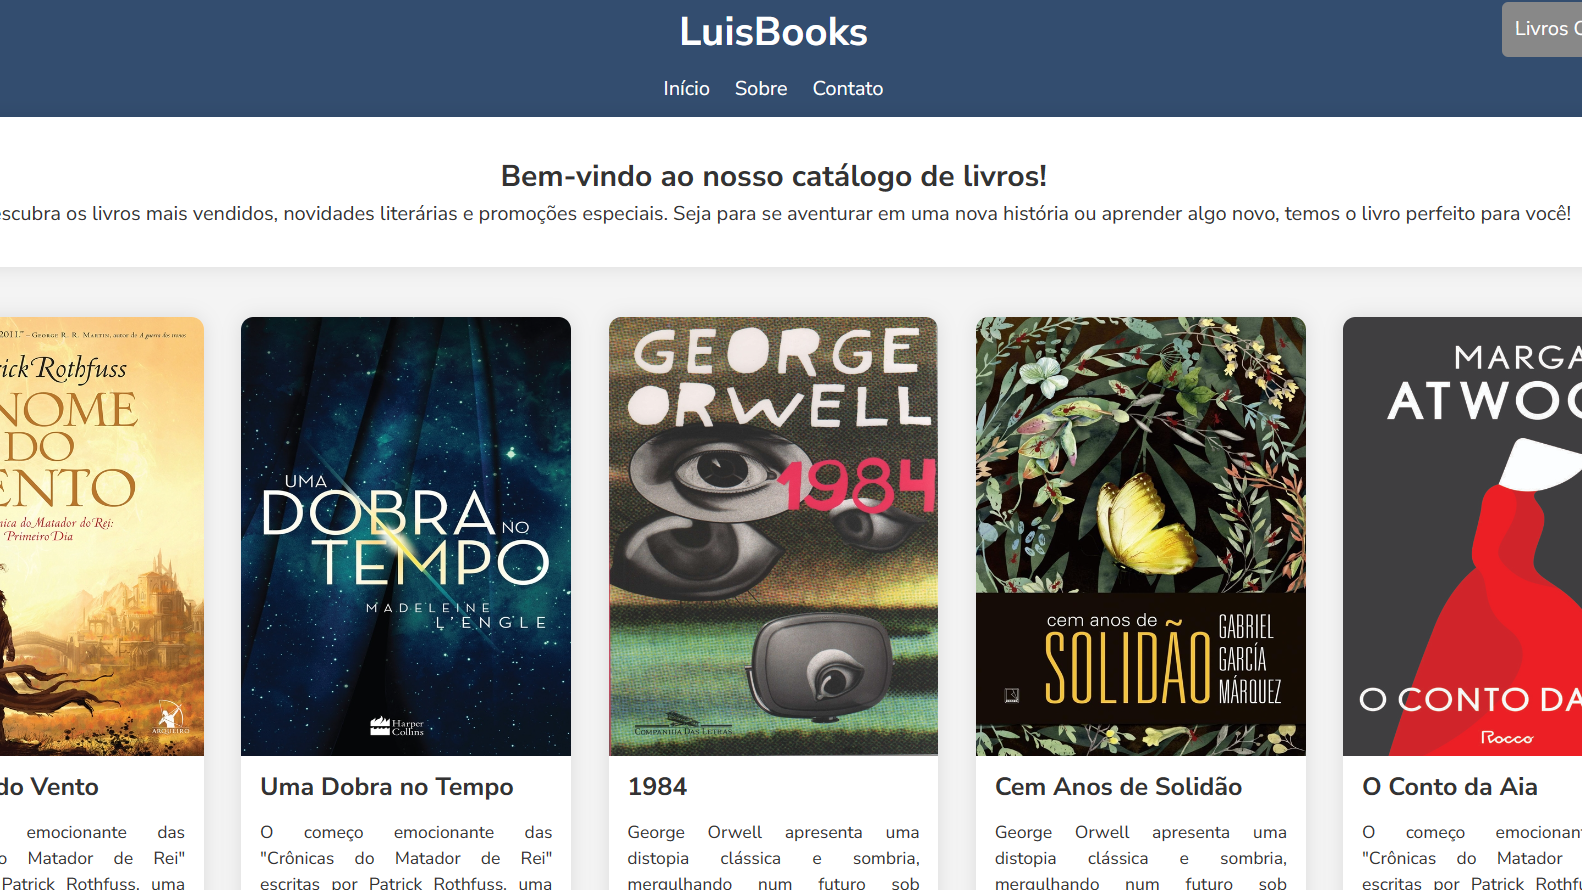 LuisBooks
Livros
Início Sobre Contato
Bem-vindo ao nosso catálogo de livros!
scubra os livros mais vendidos, novidades literárias e promoções especiais. Seja para se aventurar em uma nova história ou aprender algo novo, temos o livro perfeito para você!
2011." – George R. R. Martin, autor de A guerra dos tronos
ick Rothfuss
NOME
DO
ENTO
nica do Matador do Rei:
Primeiro Dia
ARQUEIRO
do Vento
emocionante das
o Matador de Rei"
Patrick Rothfuss, uma
UMA
DOBRA NO
TEMPO
MADELEINE
L'ENGLE
Harper
Collins
Uma Dobra no Tempo
O começo emocionante das
"Crônicas do Matador de Rei"
escritas por Patrick Rothfuss, uma
GEORGE
ORWELL
1984
COMPANHIA DAS LETRAS
1984
George Orwell apresenta uma
distopia clássica e sombria,
mergulhando num futuro sob
cem anos de
SOLIDÃO
GABRIEL
GARCÍA
MÁRQUEZ
Cem Anos de Solidão
George Orwell apresenta uma
distopia clássica e sombria,
mergulhando num futuro sob
MARGA
ATWOO
O CONTO DA
Rocco
O Conto da Aia
O começo emocionan
"Crônicas do Matador
escritas por Patrick Rothf